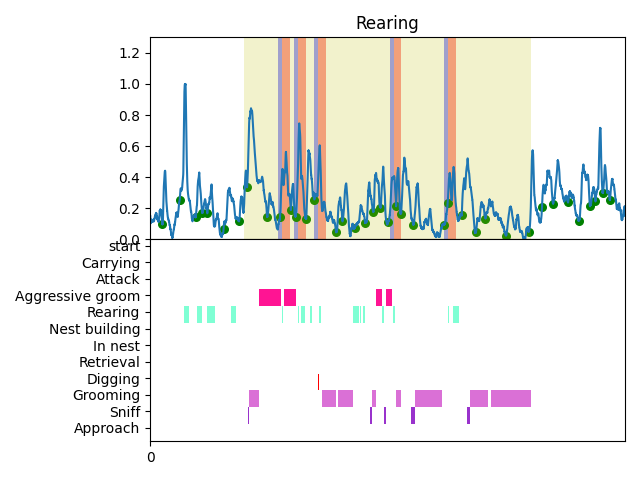 Rearing
1.2
1.0
0.8
0.6
0.4
0.2
0.0
start
Carrying
Attack
Aggressive groom
Rearing
Nest building
In nest
Retrieval
Digging
Grooming
Sniff
Approach
0